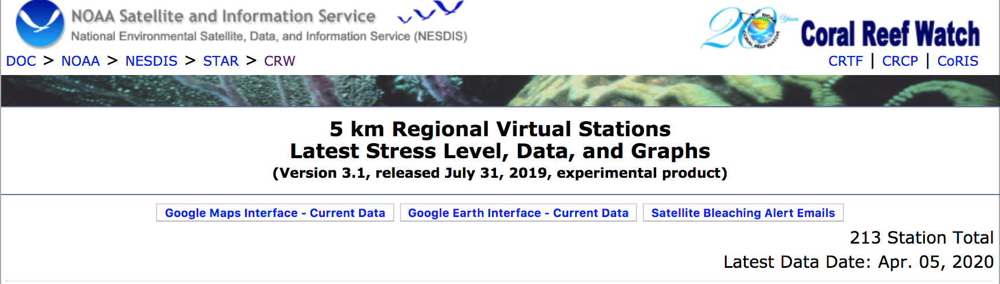 NOAA Satellite and Information Service
National Environmental Satellite, Data, and Information Service (NESDIS)
20 Years
NOAA
CORAL REEF WATCH
Coral Reef Watch
DOC > NOAA > NESDIS > STAR > CRW
CRTF | CRCP | CoRIS
5 km Regional Virtual Stations
Latest Stress Level, Data, and Graphs
(Version 3.1, released July 31, 2019, experimental product)
Google Maps Interface - Current Data
Google Earth Interface - Current Data
Satellite Bleaching Alert Emails
213 Station Total
Latest Data Date: Apr. 05, 2020